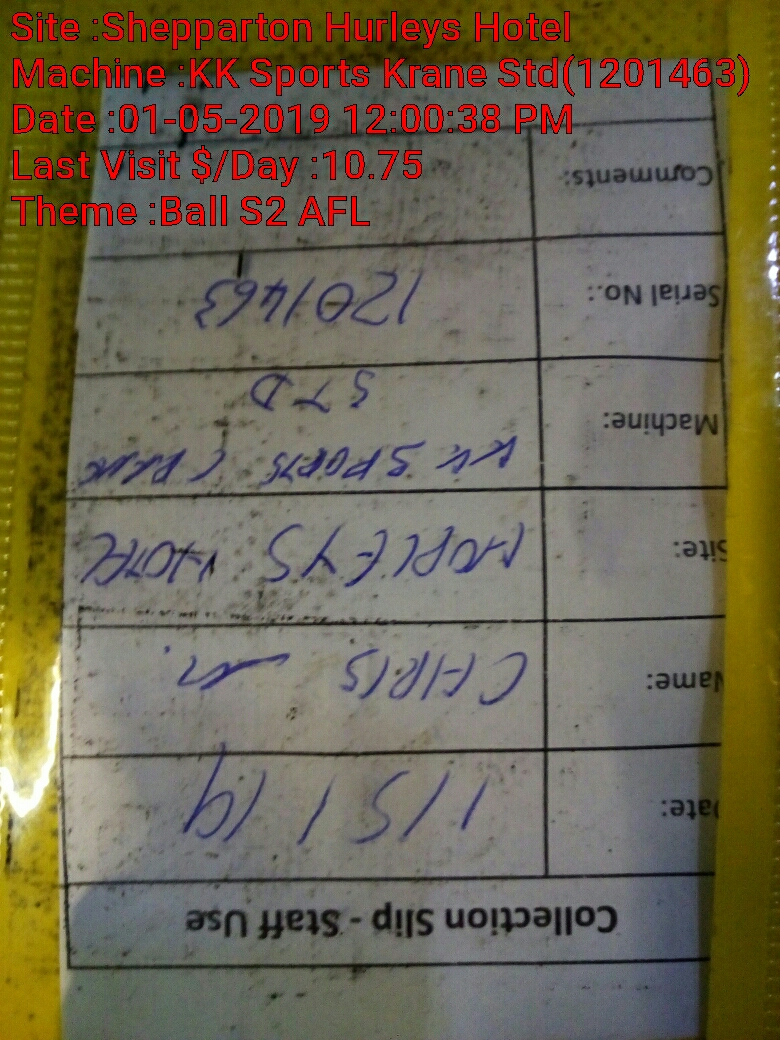 Site :Shepparton Hurleys Hotel
Machine :KK Sports Krane Std(1201463)
Date :01-05-2019 12:00:38 PM
Last Visit $/Day :10.75
Theme :Ball S2 AFL
Collection Slip - Staff Use
Date: 1/5/19
Name: CHRIS M.
Site: HORLEYS HOTEL
Machine: KK SPORTS CRANE
STD
Serial No.: 1201463
Comments: